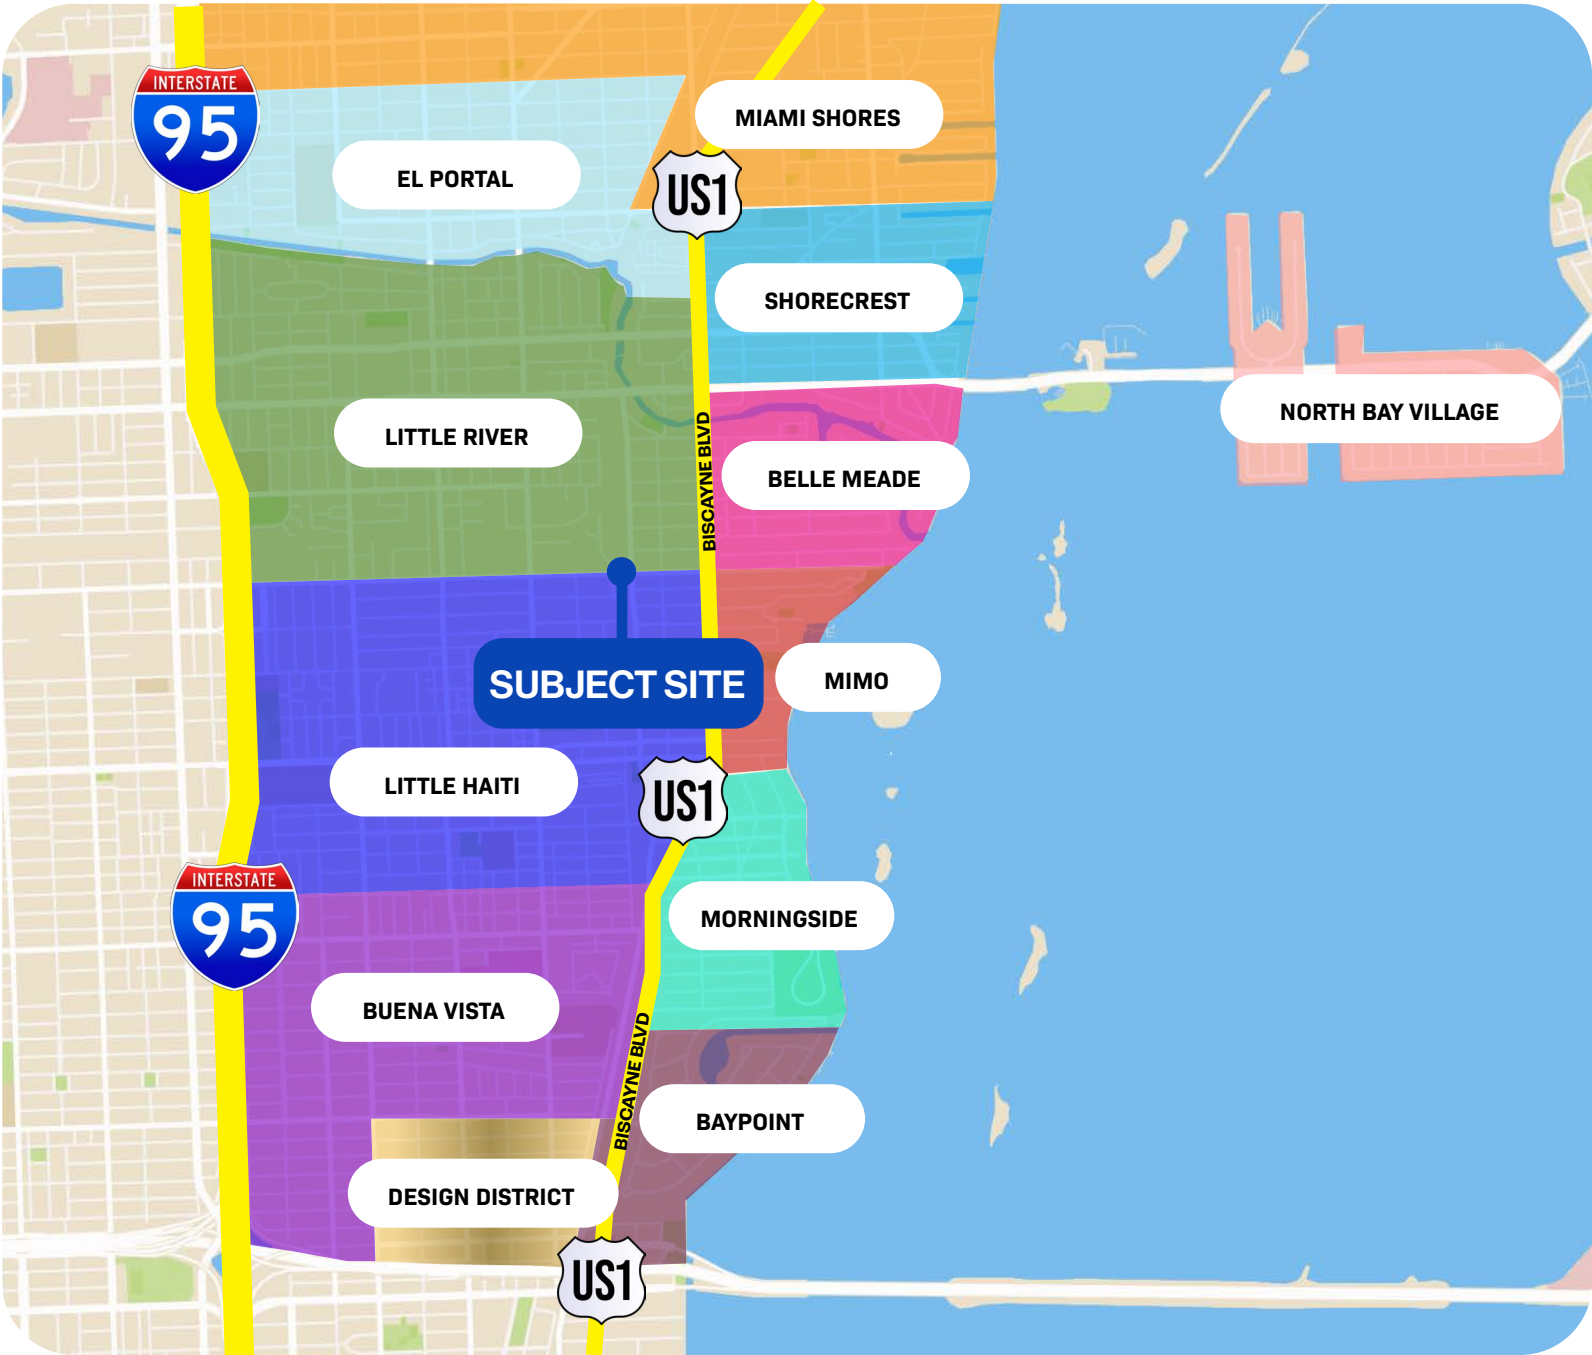 INTERSTATE
95
MIAMI SHORES
EL PORTAL
US1
SHORECREST
NORTH BAY VILLAGE
LITTLE RIVER
BISCAYNE BLVD
BELLE MEADE
SUBJECT SITE
MIMO
LITTLE HAITI
US1
INTERSTATE
95
MORNINGSIDE
BUENA VISTA
BISCAYNE BLVD
BAYPOINT
DESIGN DISTRICT
US1